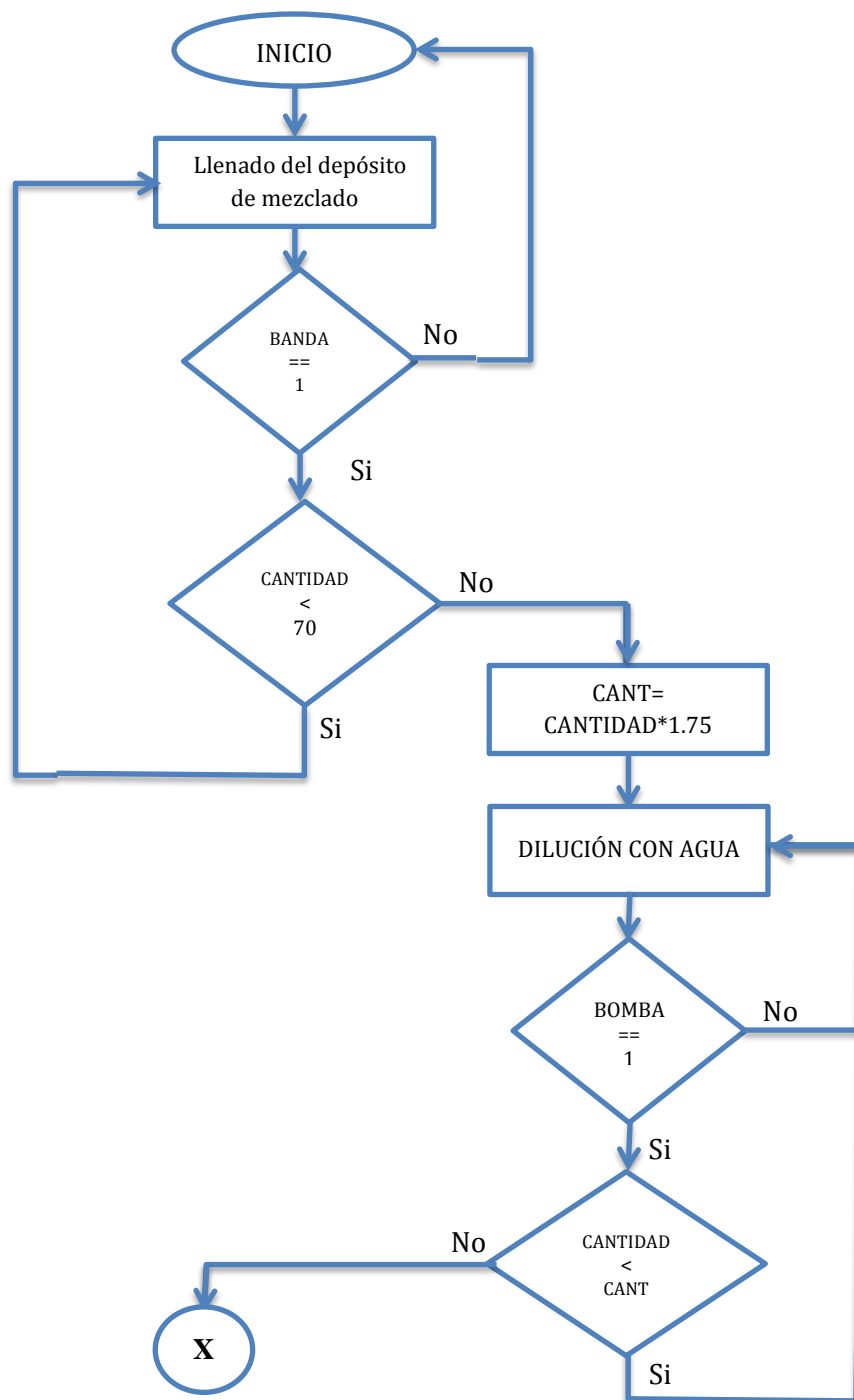 INICIO
Llenado del depósito
de mezclado
BANDA
==
1
No
Si
CANTIDAD
<
70
No
Si
CANT=
CANTIDAD*1.75
DILUCIÓN CON AGUA
BOMBA
==
1
No
Si
CANTIDAD
<
CANT
No
Si
X